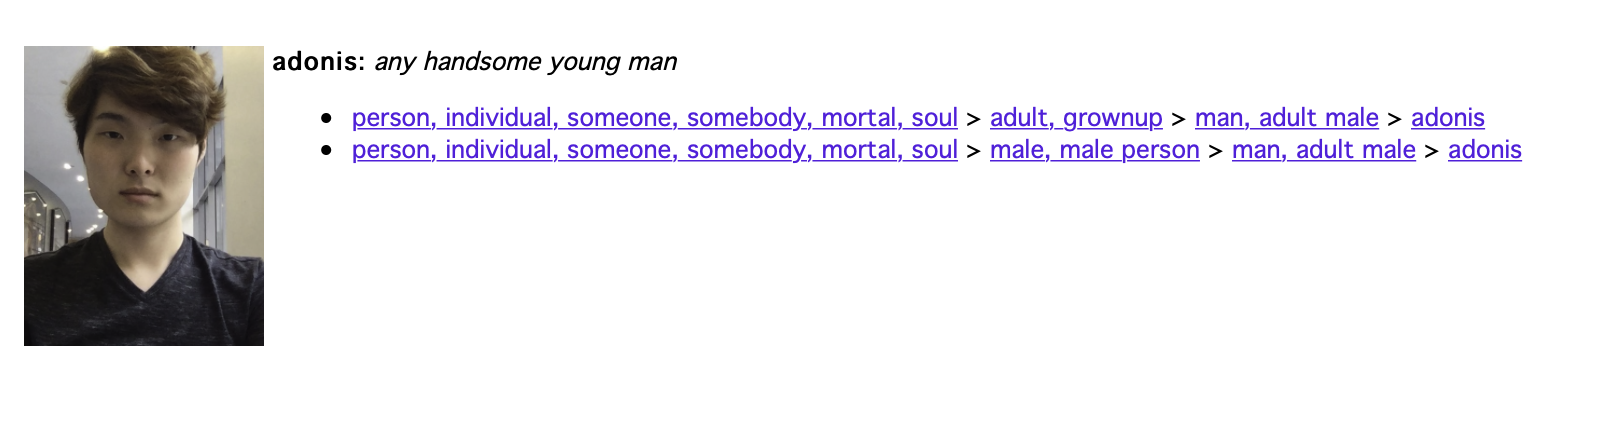 adonis: any handsome young man
person, individual, someone, somebody, mortal, soul > adult, grownup > man, adult male > adonis
person, individual, someone, somebody, mortal, soul > male, male person > man, adult male > adonis